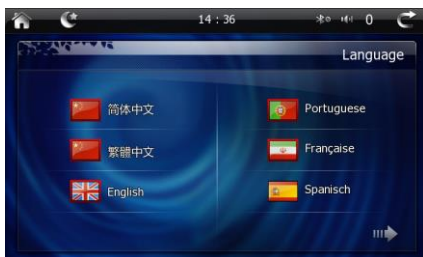 14 : 36
0
Language
简体中文
繁體中文
English
Portuguese
Française
Spanisch